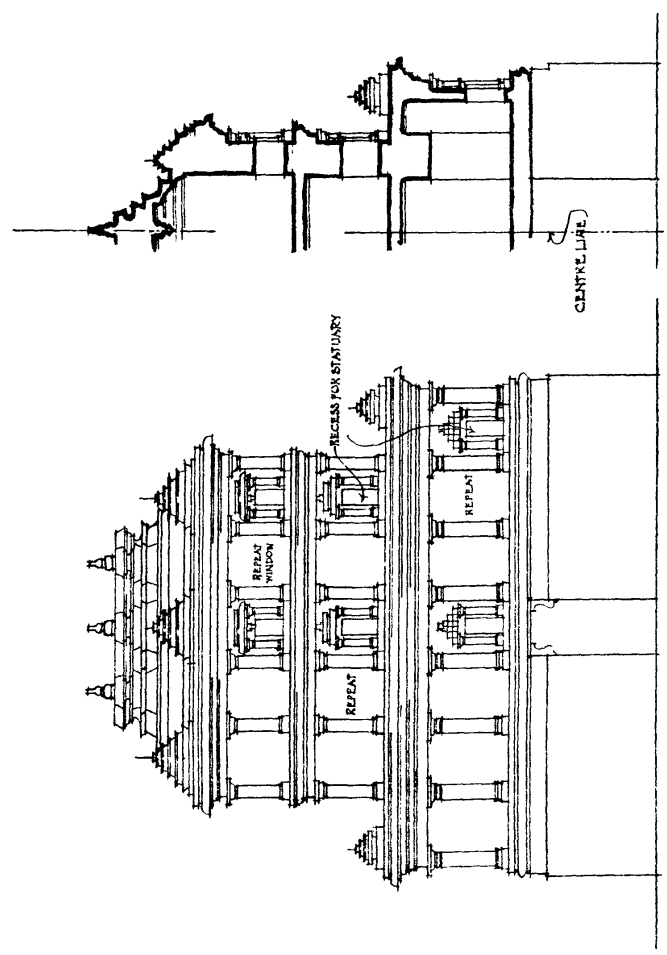 CENTRE LINE
RECESS FOR STATUARY
REPEAT
REPEAT
WINDOW
REPEAT